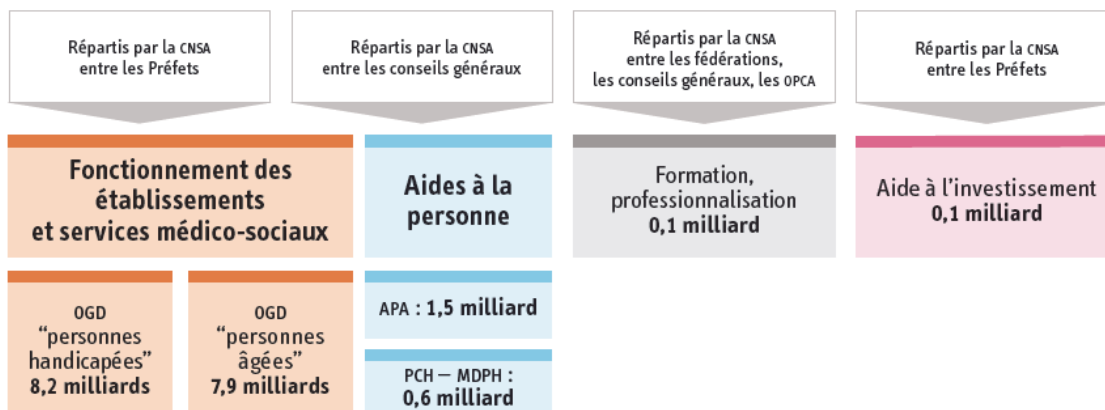 Répartis par la CNSA
entre les Préfets
Répartis par la CNSA
entre les conseils généraux
Répartis par la CNSA
entre les fédérations,
les conseils généraux, les OPCA
Répartis par la CNSA
entre les Préfets
Fonctionnement des
établissements
et services médico-sociaux
Aides à la
personne
Formation,
professionnalisation
0,1 milliard
Aide à l’investissement
0,1 milliard
OGD
“personnes
handicapées”
8,2 milliards
OGD
“personnes
âgées”
7,9 milliards
APA : 1,5 milliard
PCH – MDPH :
0,6 milliard